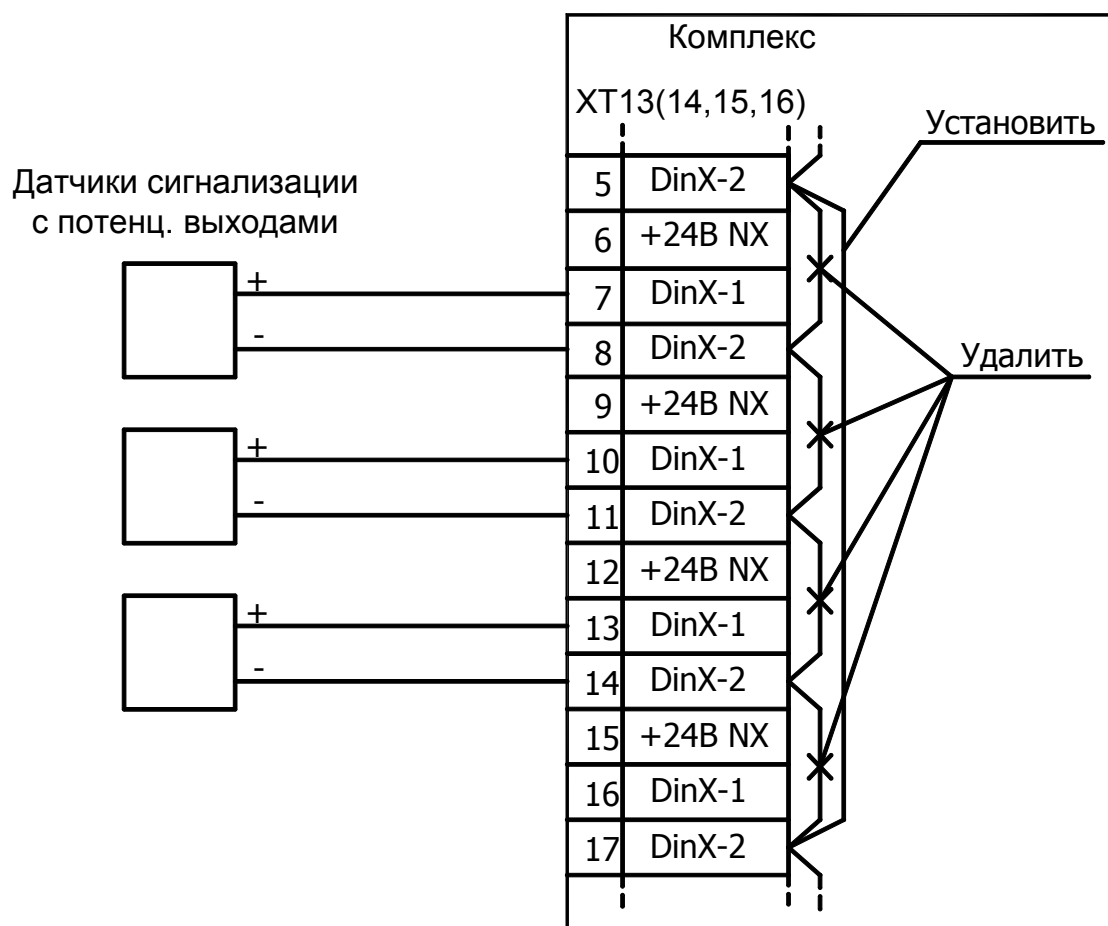 Комплекс
XT13(14,15,16)
Установить
Датчики сигнализации
с потенц. выходами
5 DinX-2
6 +24В NX
+ 7 DinX-1
- 8 DinX-2
Удалить
9 +24В NX
+ 10 DinX-1
- 11 DinX-2
12 +24В NX
+ 13 DinX-1
- 14 DinX-2
15 +24В NX
16 DinX-1
17 DinX-2